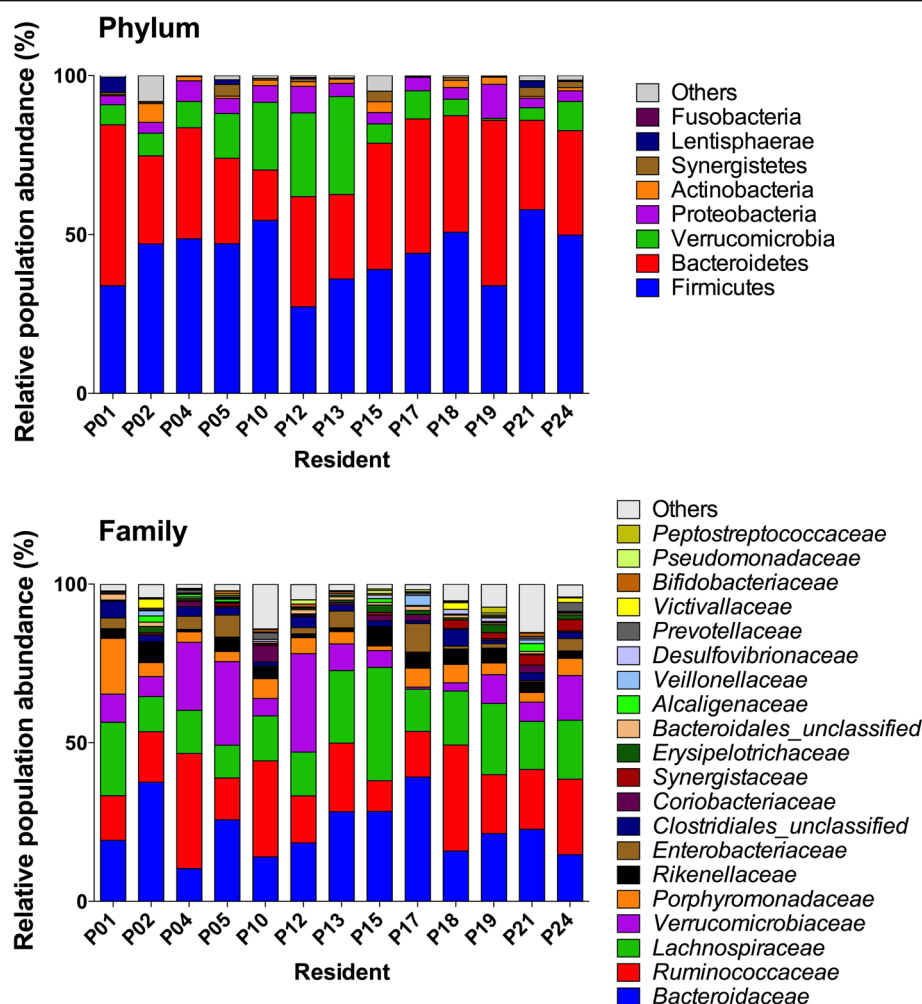 Phylum
Relative population abundance (%)
100
50
0
P01 P02 P04 P05 P10 P12 P13 P15 P17 P18 P19 P21 P24
Resident
Others
Fusobacteria
Lentisphaerae
Synergistetes
Actinobacteria
Proteobacteria
Verrucomicrobia
Bacteroidetes
Firmicutes
Family
Relative population abundance (%)
100
50
0
P01 P02 P04 P05 P10 P12 P13 P15 P17 P18 P19 P21 P24
Resident
Others
Peptostreptococcaceae
Pseudomonadaceae
Bifidobacteriaceae
Victivallaceae
Prevotellaceae
Desulfovibrionaceae
Veillonellaceae
Alcaligenaceae
Bacteroidales_unclassified
Erysipelotrichaceae
Synergistaceae
Coriobacteriaceae
Clostridiales_unclassified
Enterobacteriaceae
Rikenellaceae
Porphyromonadaceae
Verrucomicrobiaceae
Lachnospiraceae
Ruminococcaceae
Bacteroidaceae